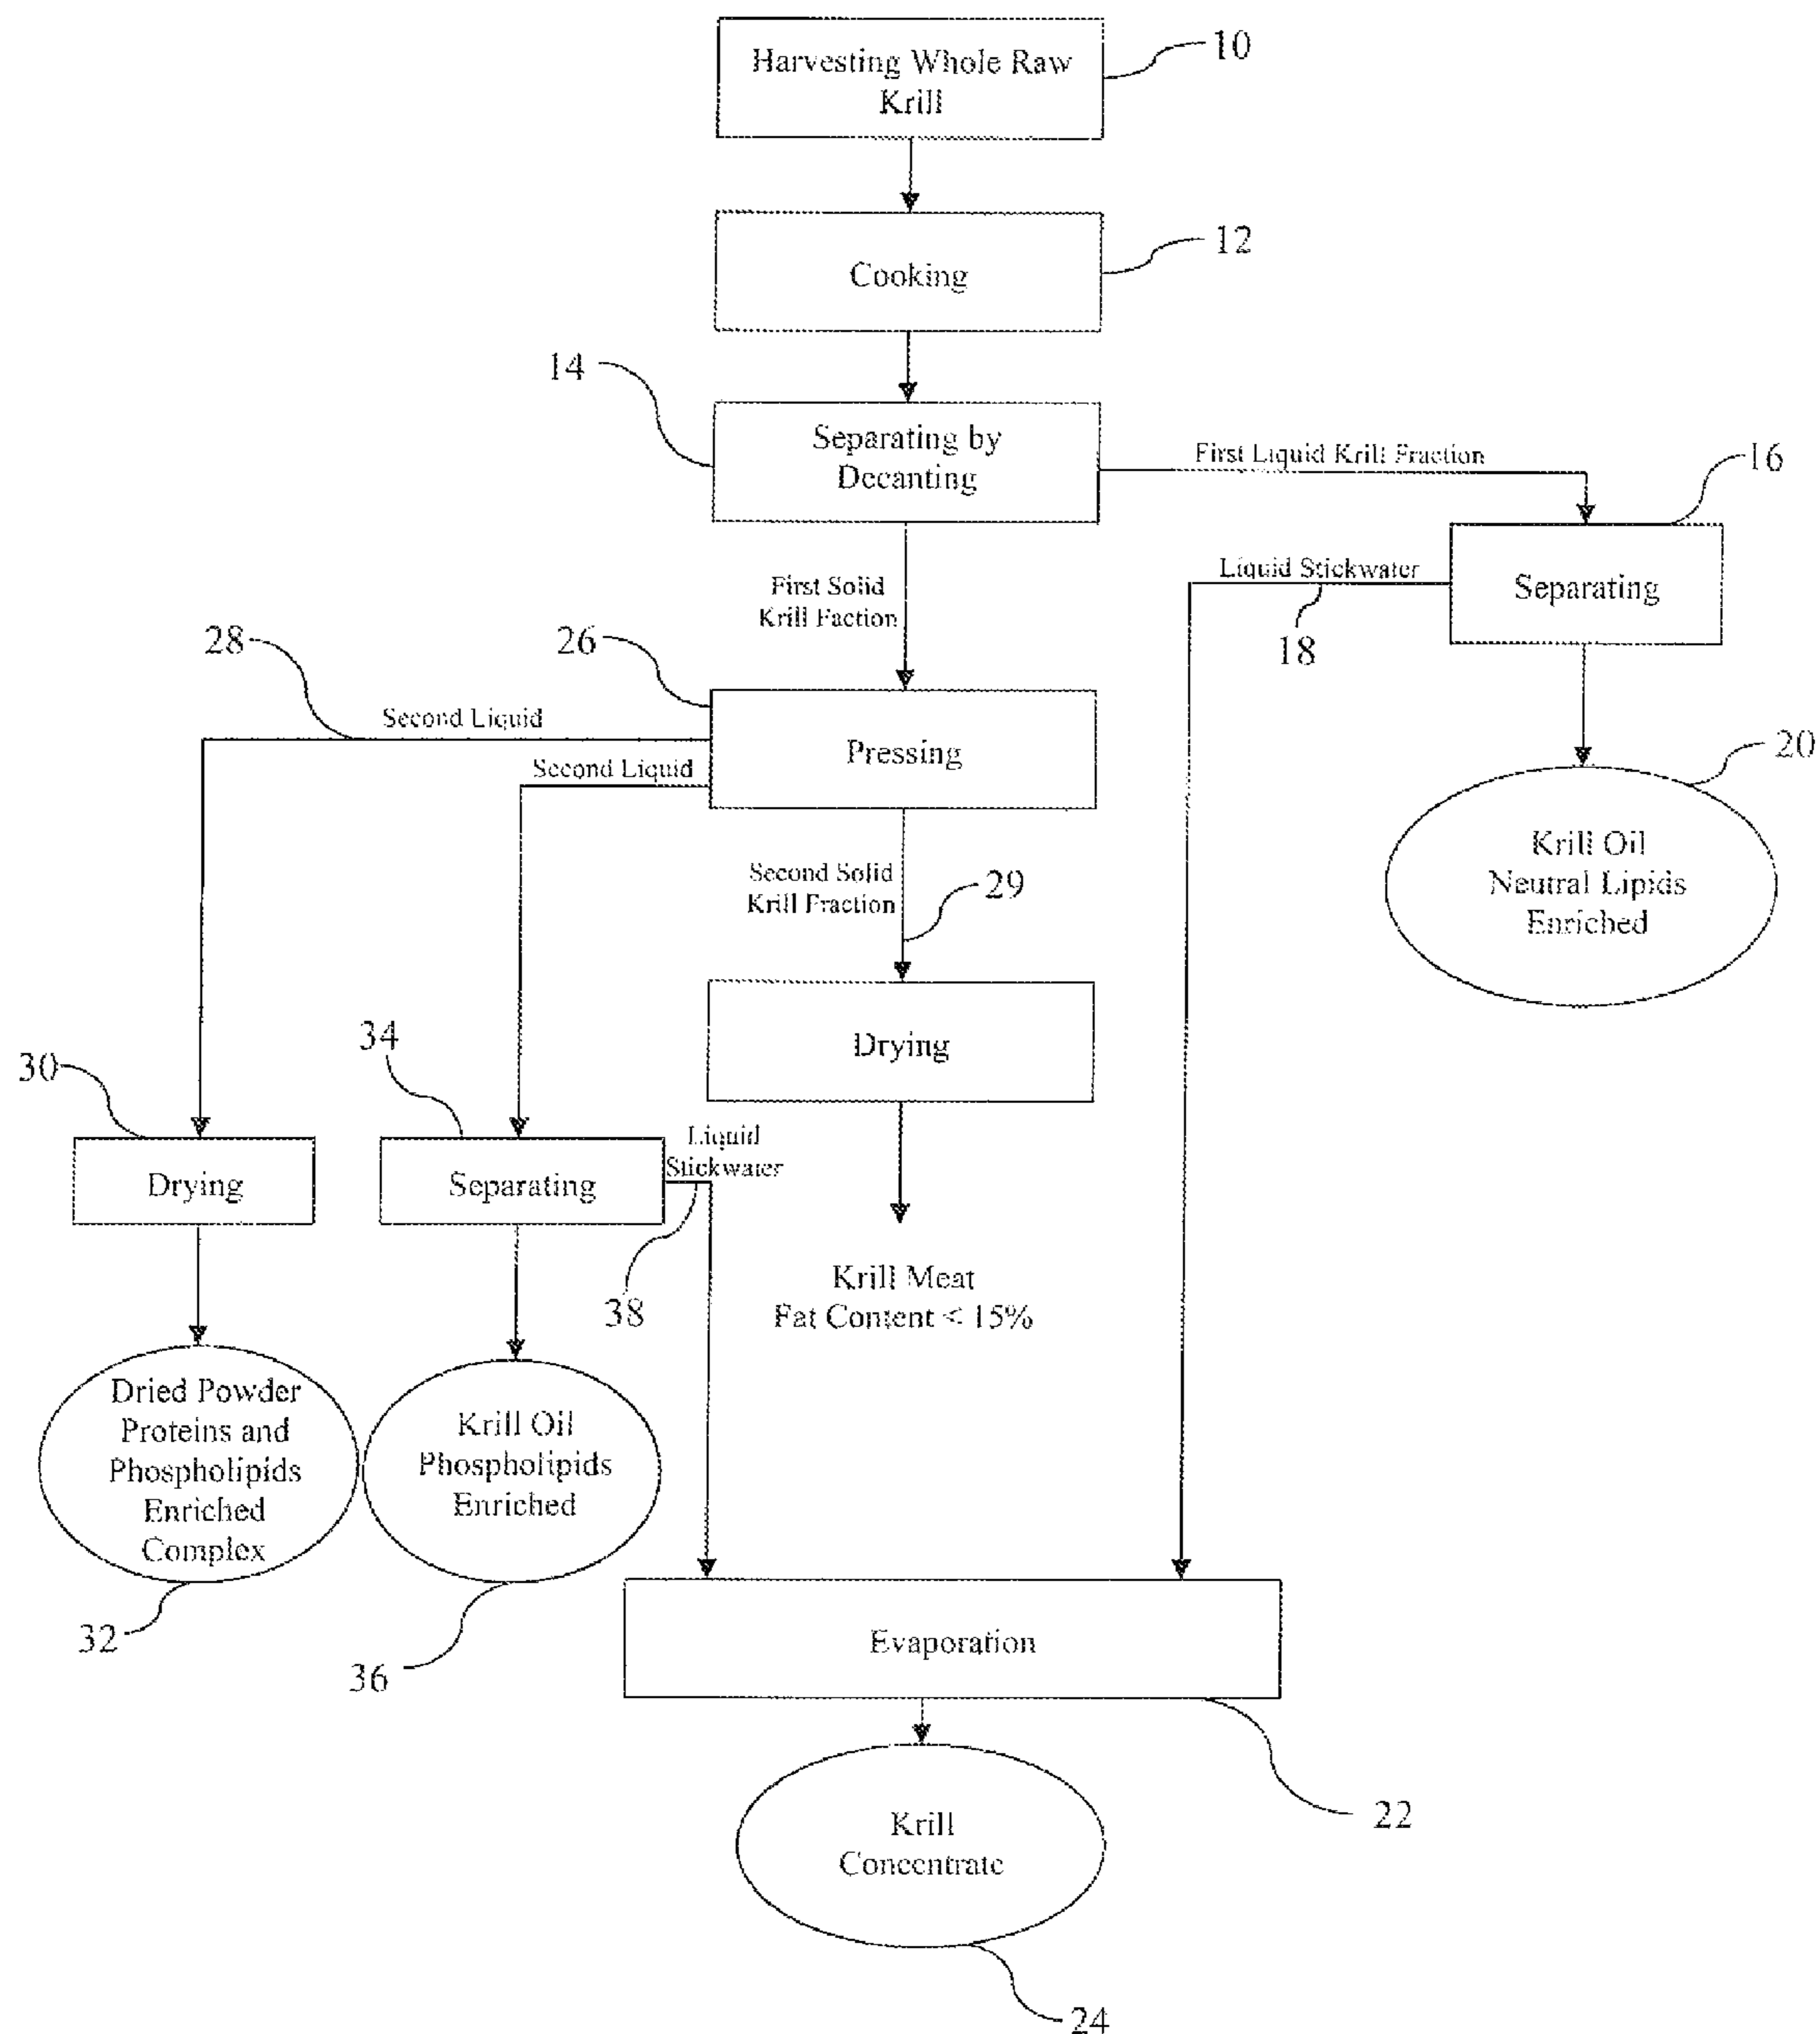 Harvesting Whole Raw
Krill
10
Cooking
12
14
Separating by
Decanting
First Liquid Krill Fraction
16
Separating
Liquid Stickwater
18
First Solid
Krill Faction
26
28
Second Liquid
Second Liquid
Pressing
20
Krill Oil
Neutral Lipids
Enriched
Second Solid
Krill Fraction
29
Drying
30
34
Drying
Separating
Liquid
Stickwater
38
Krill Meat
Fat Content < 15%
Dried Powder
Proteins and
Phospholipids
Enriched
Complex
32
Krill Oil
Phospholipids
Enriched
36
Evaporation
22
Krill
Concentrate
24